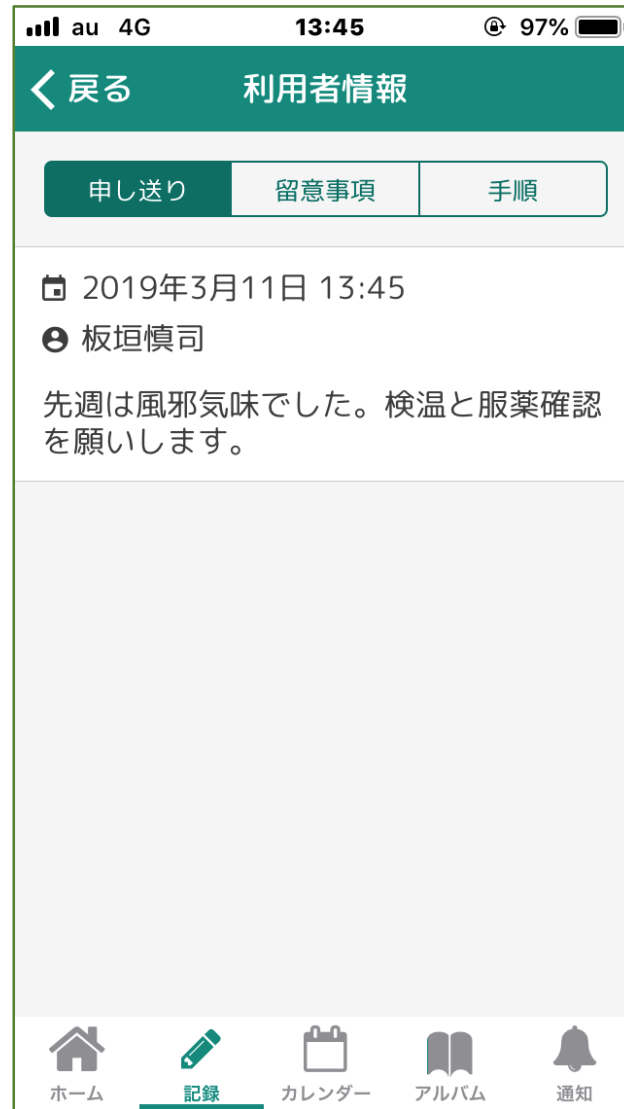 au 4G 13:45 97%
戻る 利用者情報
申し送り 留意事項 手順
2019年3月11日 13:45
板垣慎司
先週は風邪気味でした。検温と服薬確認
を願いします。
ホーム 記録 カレンダー アルバム 通知